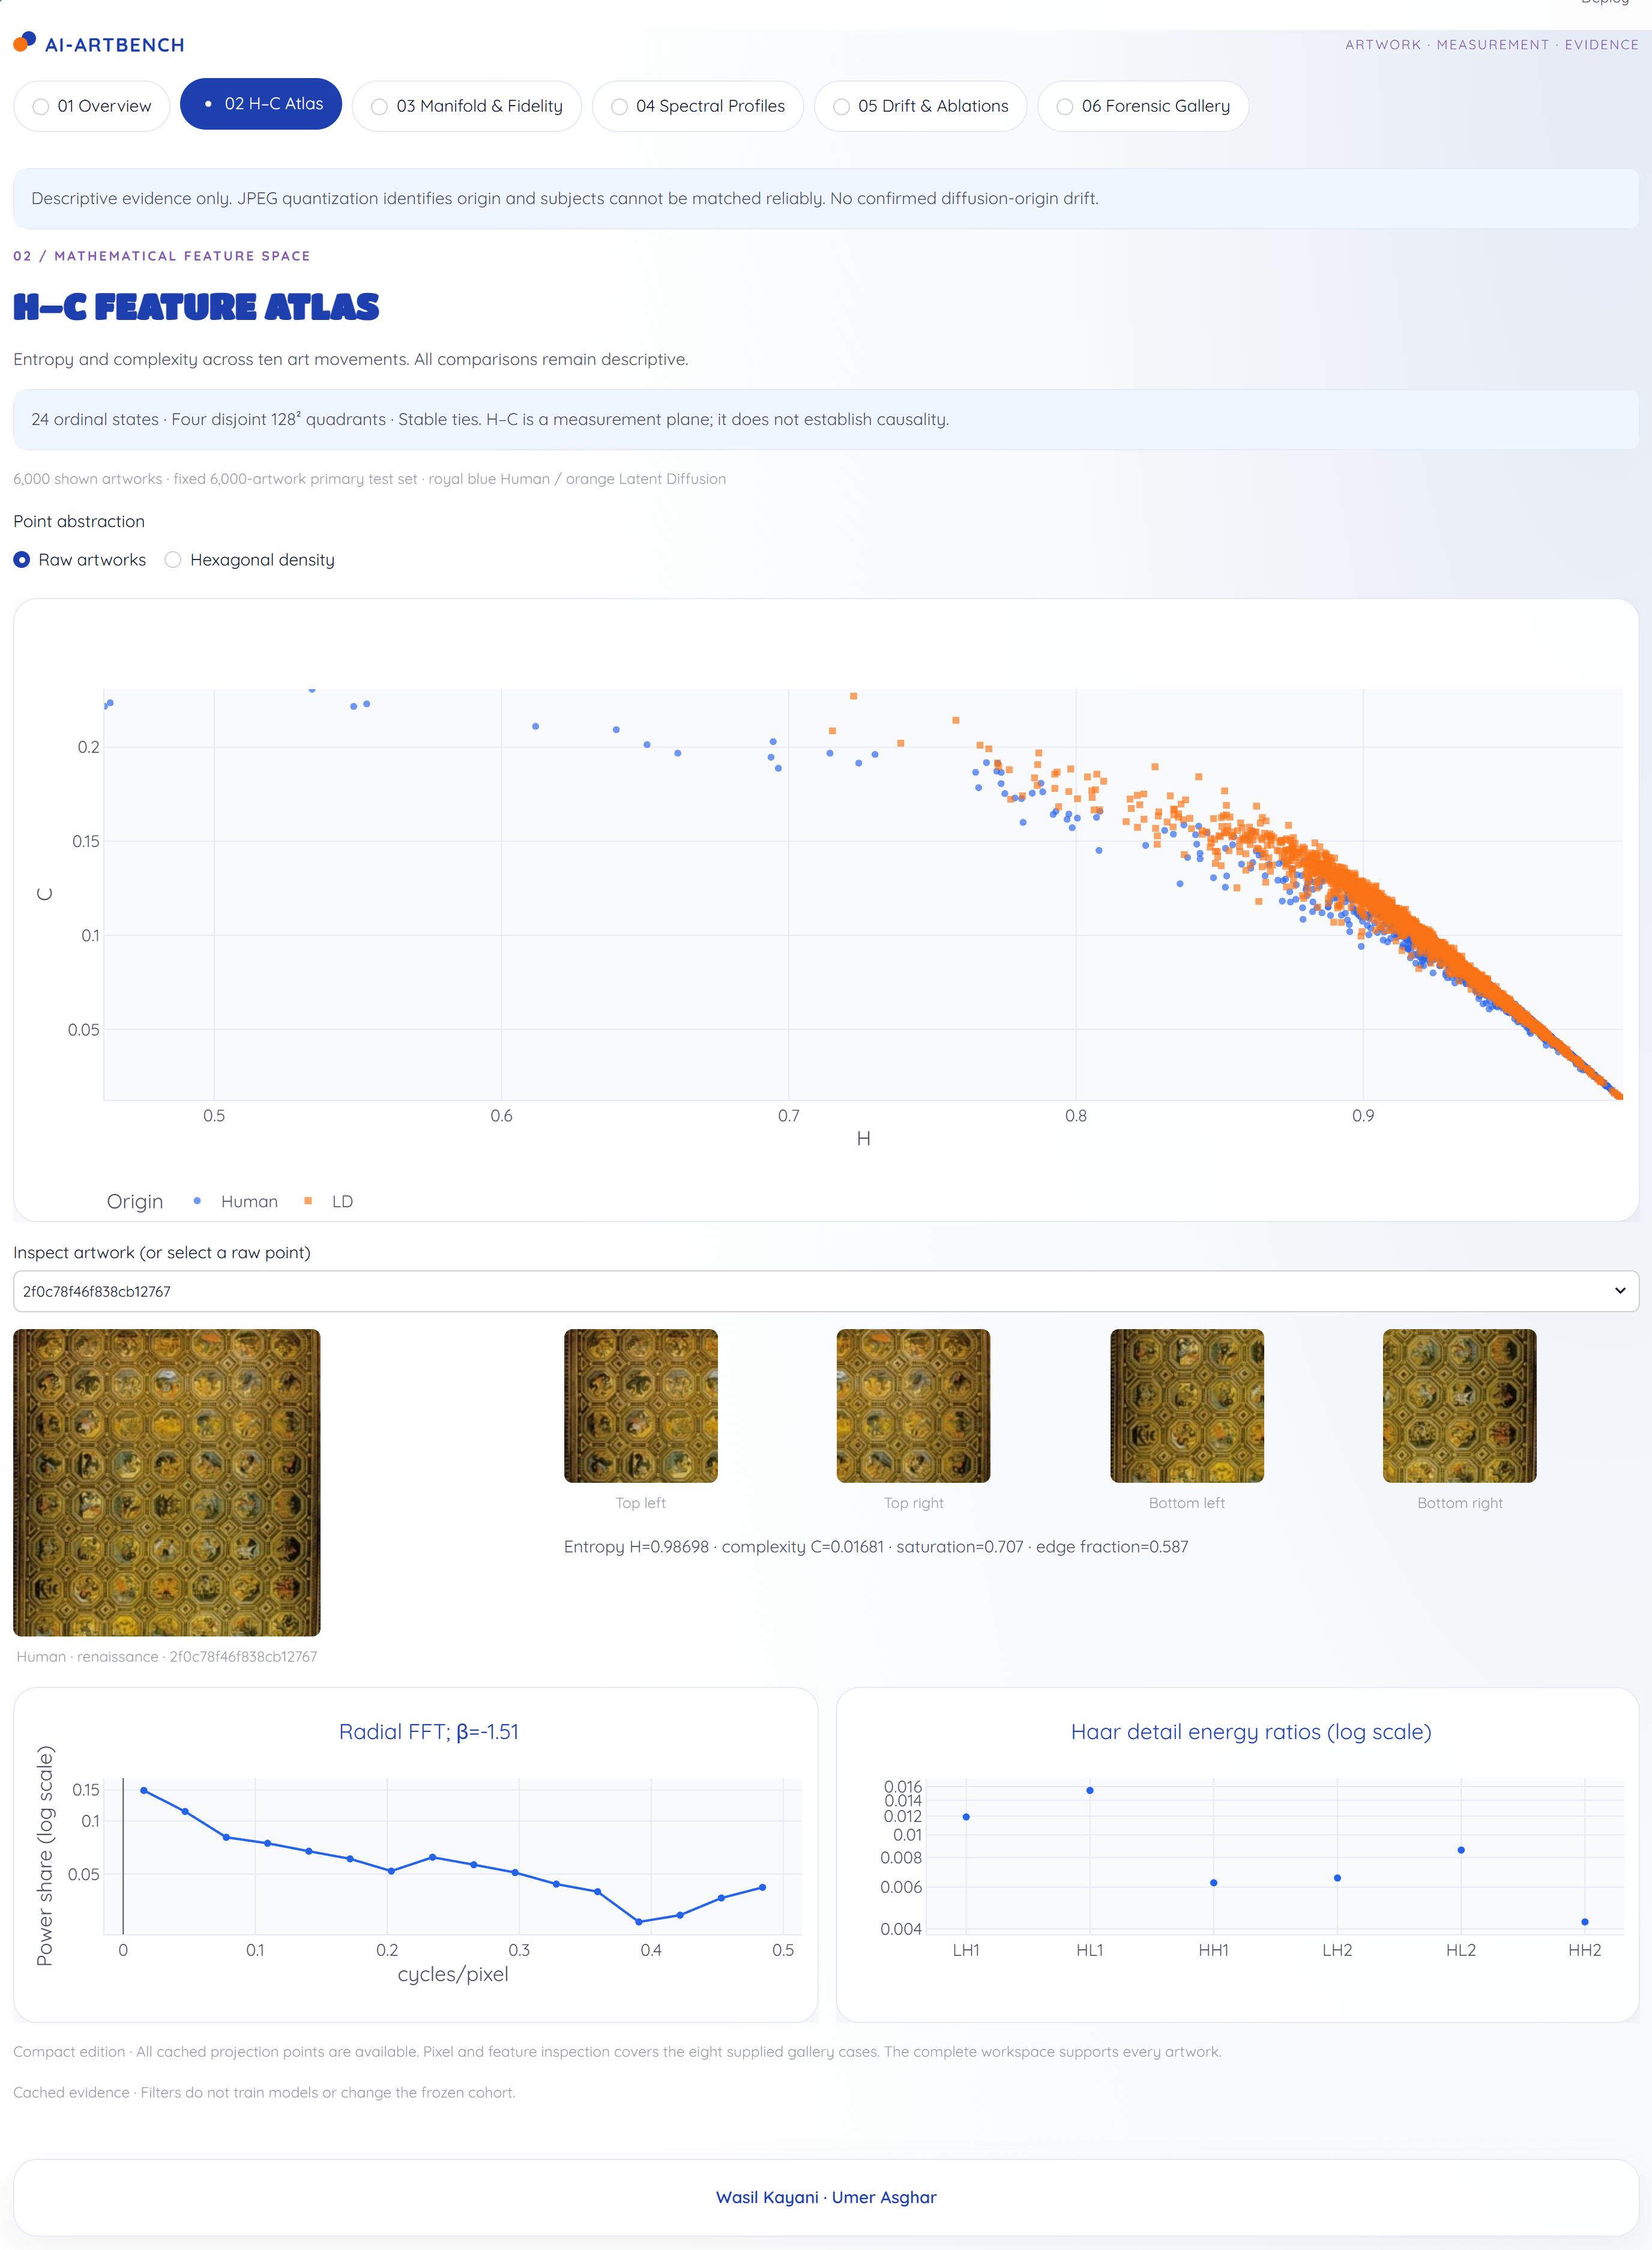 Deploy
AI-ARTBENCH
ARTWORK · MEASUREMENT · EVIDENCE
01 Overview
02 H–C Atlas
03 Manifold & Fidelity
04 Spectral Profiles
05 Drift & Ablations
06 Forensic Gallery
Descriptive evidence only. JPEG quantization identifies origin and subjects cannot be matched reliably. No confirmed diffusion-origin drift.
02 / MATHEMATICAL FEATURE SPACE
H–C FEATURE ATLAS
Entropy and complexity across ten art movements. All comparisons remain descriptive.
24 ordinal states · Four disjoint 128² quadrants · Stable ties. H–C is a measurement plane; it does not establish causality.
6,000 shown artworks · fixed 6,000-artwork primary test set · royal blue Human / orange Latent Diffusion
Point abstraction
Raw artworks
Hexagonal density
C
0.2
0.15
0.1
0.05
0.5 0.6 0.7 0.8 0.9
H
Origin Human LD
Inspect artwork (or select a raw point)
2f0c78f46f838cb12767
Top left
Top right
Bottom left
Bottom right
Entropy H=0.98698 · complexity C=0.01681 · saturation=0.707 · edge fraction=0.587
Human · renaissance · 2f0c78f46f838cb12767
Radial FFT; β=-1.51
Power share (log scale)
0.15
0.1
0.05
0 0.1 0.2 0.3 0.4 0.5
cycles/pixel
Haar detail energy ratios (log scale)
0.016
0.014
0.012
0.01
0.008
0.006
0.004
LH1 HL1 HH1 LH2 HL2 HH2
Compact edition · All cached projection points are available. Pixel and feature inspection covers the eight supplied gallery cases. The complete workspace supports every artwork.
Cached evidence · Filters do not train models or change the frozen cohort.
Wasil Kayani · Umer Asghar